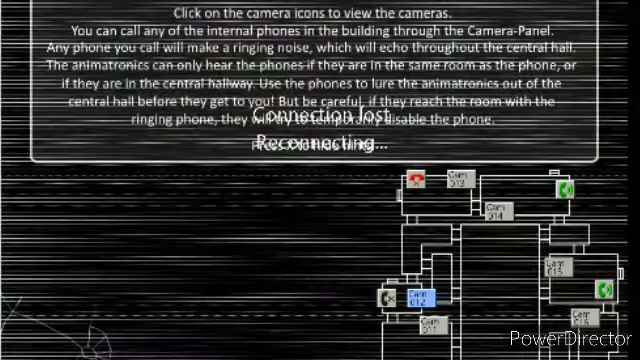 Click on the camera icons to view the cameras.
You can call any of the internal phones in the building through the Camera-Panel.
Any phone you call will make a ringing noise, which will echo throughout the central hall.
The animatronics can only hear the phones if they are in the same room as the phone, or
if they are in the central hallway. Use the phones to lure the animatronics out of the
central hall before they get to you! But be careful, if they reach the room with the
Connection lost
ringing phone, they will try to temporarily disable the phone.
Reconnecting...
Cam
013
Cam
014
Cam
015
Cam
012
Cam
011
Cam
016
PowerDirector